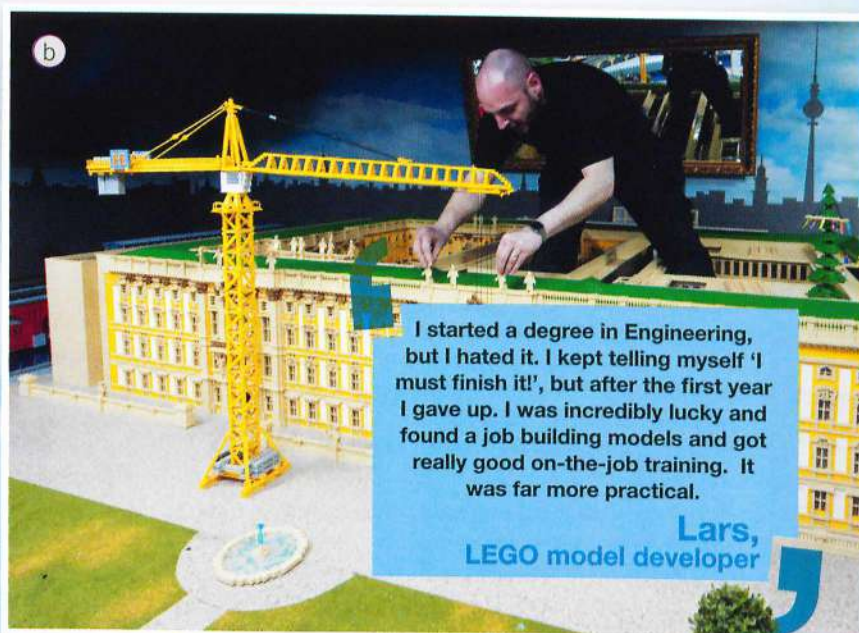 b
I started a degree in Engineering,
but I hated it. I kept telling myself ‘I
must finish it!’, but after the first year
I gave up. I was incredibly lucky and
found a job building models and got
really good on-the-job training. It
was far more practical.
Lars,
LEGO model developer